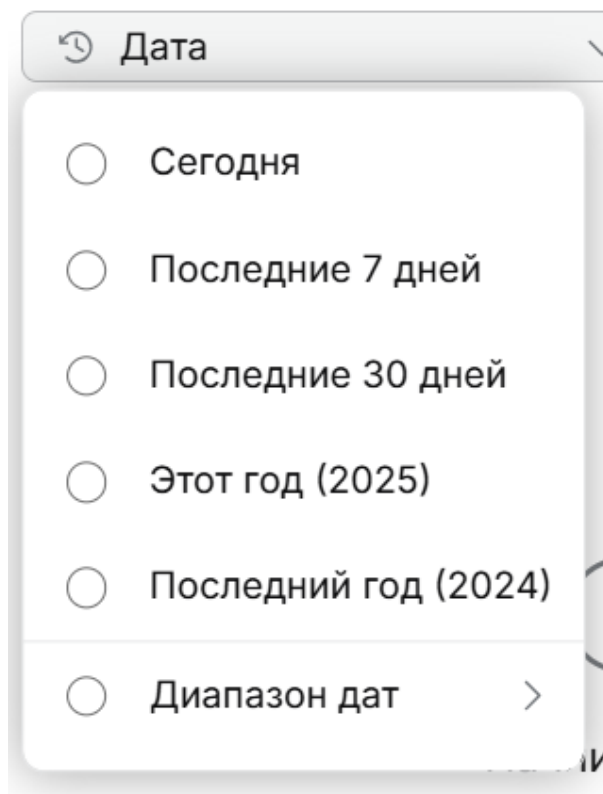 Дата
Сегодня
Последние 7 дней
Последние 30 дней
Этот год (2025)
Последний год (2024)
Диапазон дат